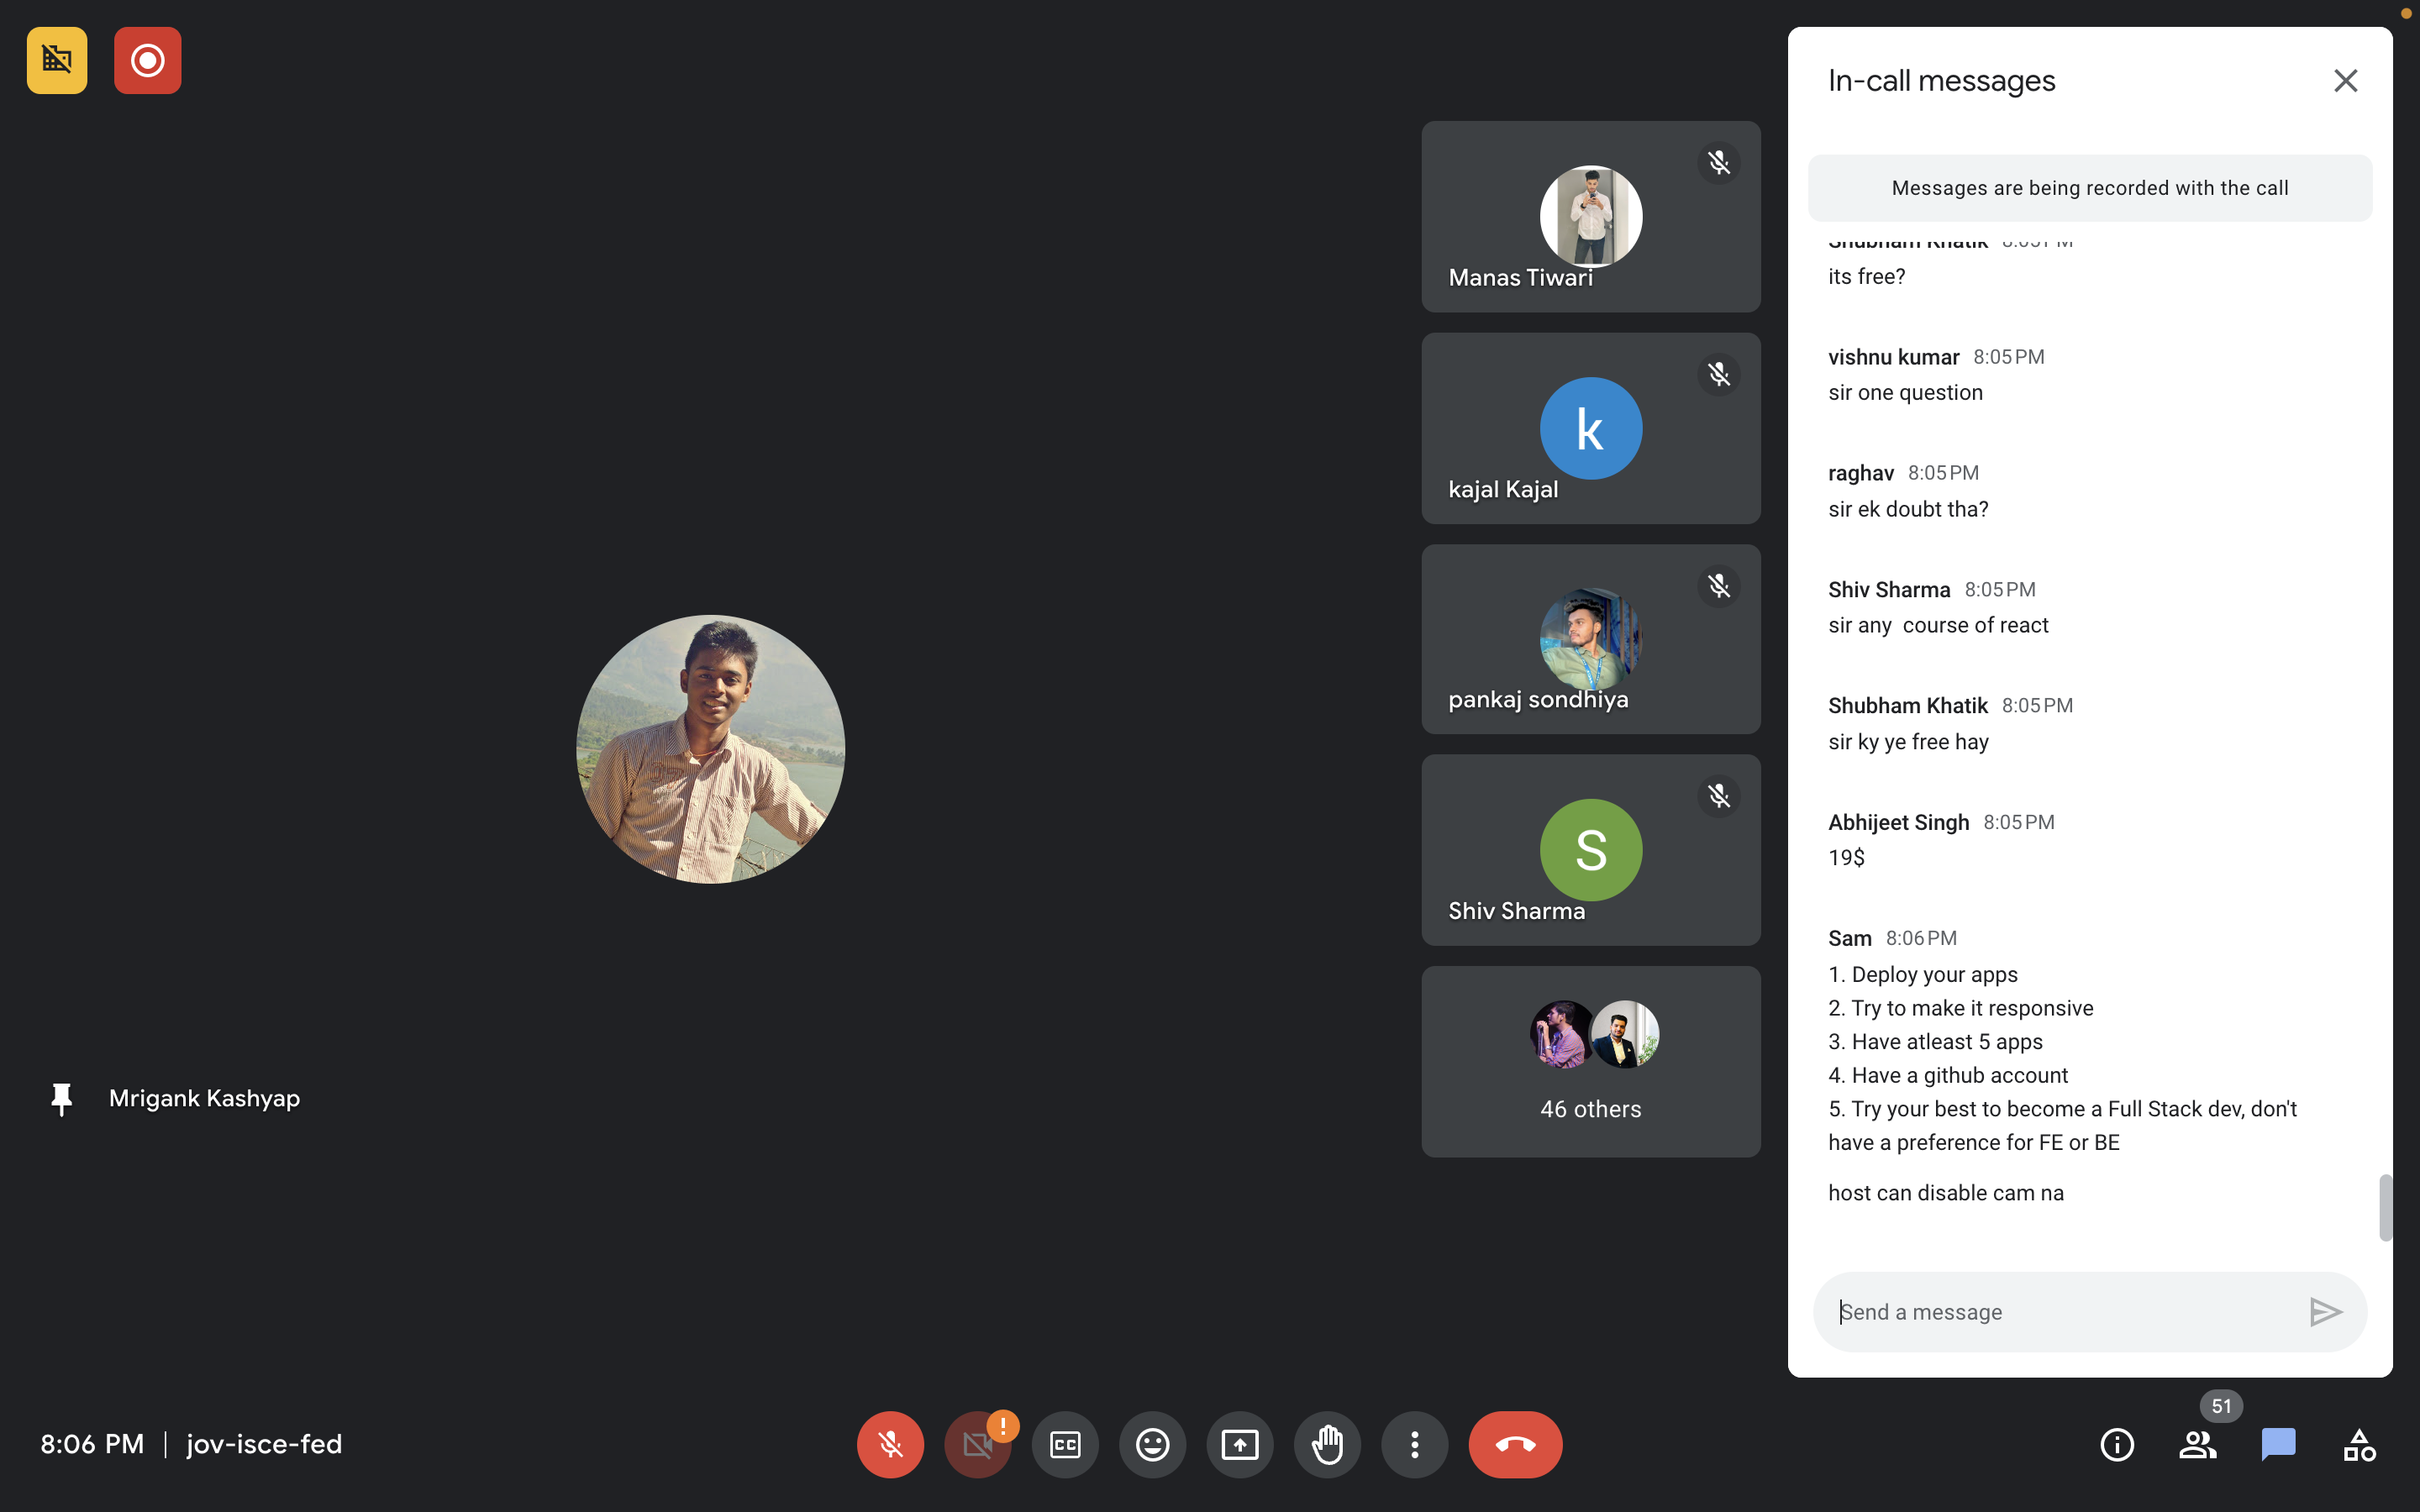 In-call messages
Messages are being recorded with the call
Shubham Khatik 8:05 PM
its free?
vishnu kumar 8:05 PM
sir one question
raghav 8:05 PM
sir ek doubt tha?
Shiv Sharma 8:05 PM
sir any  course of react
Shubham Khatik 8:05 PM
sir ky ye free hay
Abhijeet Singh 8:05 PM
19$
Sam 8:06 PM
1. Deploy your apps
2. Try to make it responsive
3. Have atleast 5 apps
4. Have a github account
5. Try your best to become a Full Stack dev, don't
have a preference for FE or BE
host can disable cam na
Send a message
Manas Tiwari
k
kajal Kajal
pankaj sondhiya
S
Shiv Sharma
46 others
Mrigank Kashyap
8:06 PM | jov-isce-fed
!
CC
51